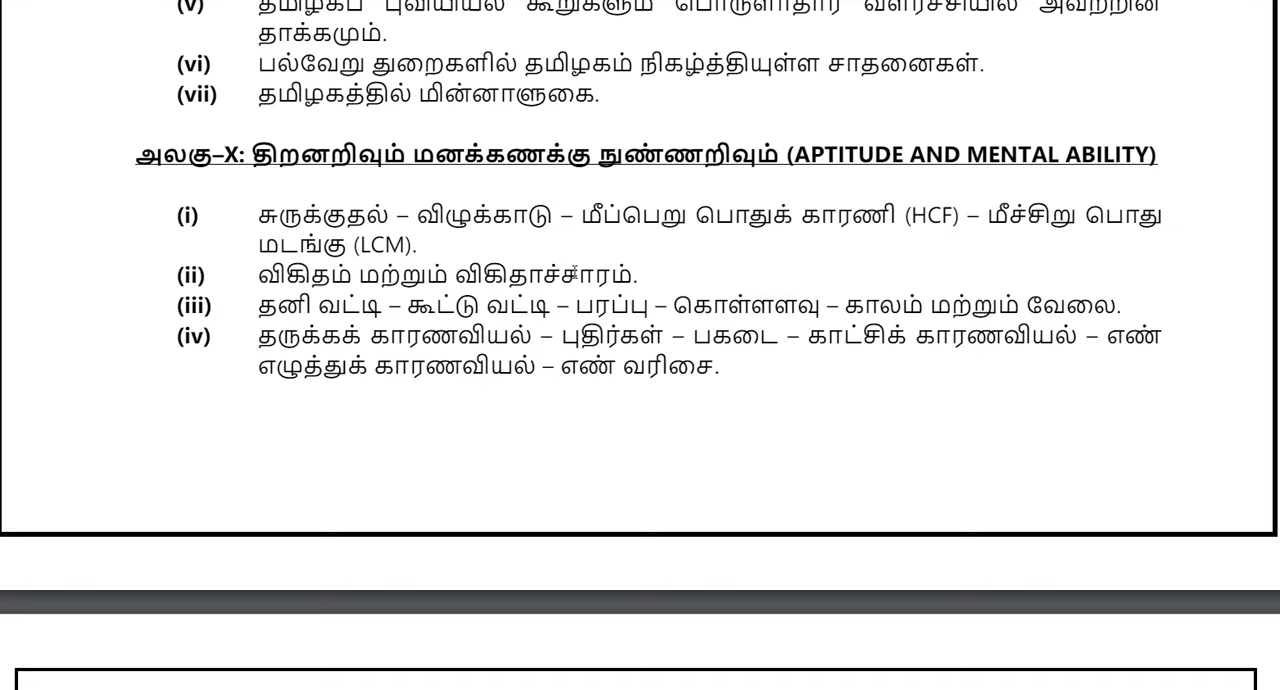 (v) தமிழகப் புவியியல் கூறுகளும் பொருளாதார வளர்ச்சியில் அவற்றின்
தாக்கமும்.
(vi) பல்வேறு துறைகளில் தமிழகம் நிகழ்த்தியுள்ள சாதனைகள்.
(vii) தமிழகத்தில் மின்னாளுகை.
அலகு–X: திறனறிவும் மனக்கணக்கு நுண்ணறிவும் (APTITUDE AND MENTAL ABILITY)
(i) சுருக்குதல் – விழுக்காடு – மீப்பெறு பொதுக் காரணி (HCF) – மீச்சிறு பொது
மடங்கு (LCM).
(ii) விகிதம் மற்றும் விகிதாச்சாரம்.
(iii) தனி வட்டி – கூட்டு வட்டி – பரப்பு – கொள்ளளவு – காலம் மற்றும் வேலை.
(iv) தருக்கக் காரணவியல் – புதிர்கள் – பகடை – காட்சிக் காரணவியல் – எண்
எழுத்துக் காரணவியல் – எண் வரிசை.